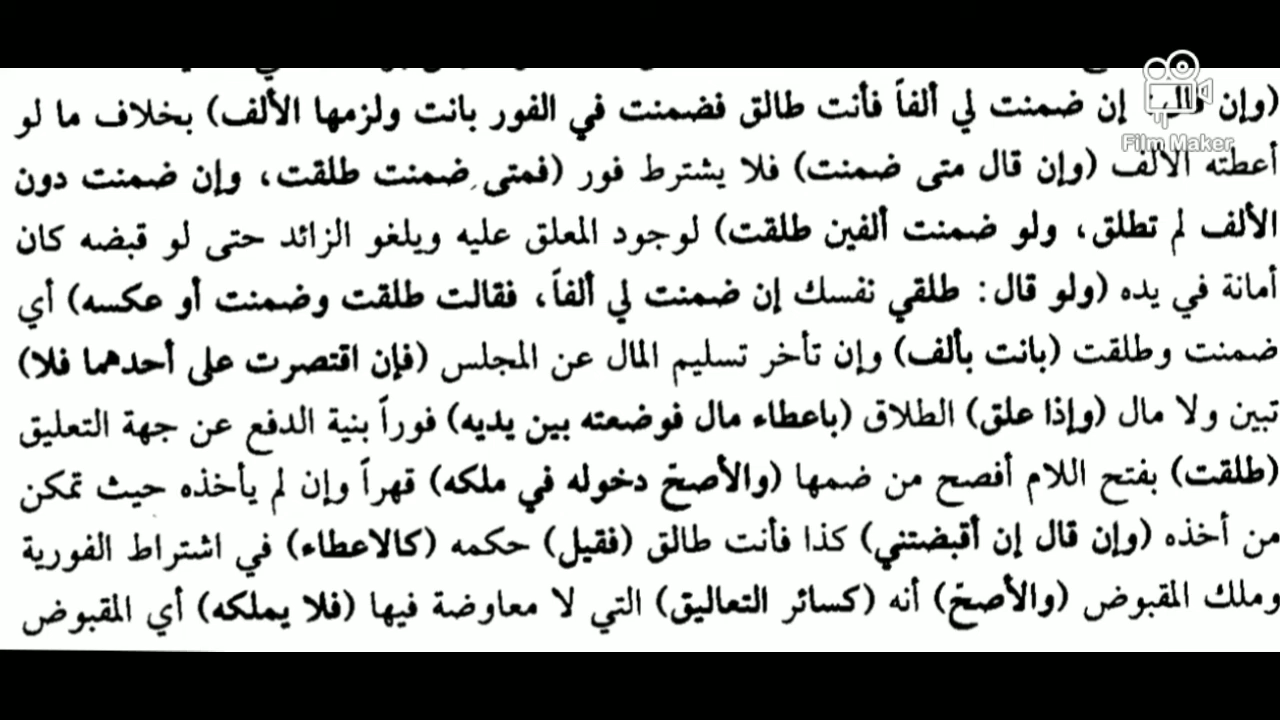 (وإن قال إن ضمنت لي ألفاً فأنت طالق فضمنت في الفور بانت ولزمها الألف) بخلاف ما لو
أعطته الألف (وإن قال متى ضمنت) فلا يشترط فور (فمتى ضمنت طلقت، وإن ضمنت دون
الألف لم تطلق، ولو ضمنت ألفين طلقت) لوجود المعلق عليه ويلغو الزائد حتى لو قبضه كان
أمانة في يده (ولو قال: طلقي نفسك إن ضمنت لي ألفاً، فقالت طلقت وضمنت أو عكسه) أي
ضمنت وطلقت (بانت بألف) وإن تأخر تسليم المال عن المجلس (فإن اقتصرت على أحدهما فلا)
تبين ولا مال (وإذا علق) الطلاق (باعطاء مال فوضعته بين يديه) فوراً بنية الدفع عن جهة التعليق
(طلقت) بفتح اللام أفصح من ضمها (والأصحّ دخوله في ملكه) قهراً وإن لم يأخذه حيث تمكن
من أخذه (وإن قال إن أقبضتني) كذا فأنت طالق (فقيل) حكمه (كالاعطاء) في اشتراط الفورية
وملك المقبوض (والأصحّ) أنه (كسائر التعاليق) التي لا معاوضة فيها (فلا يملكه) أي المقبوض
Film Maker